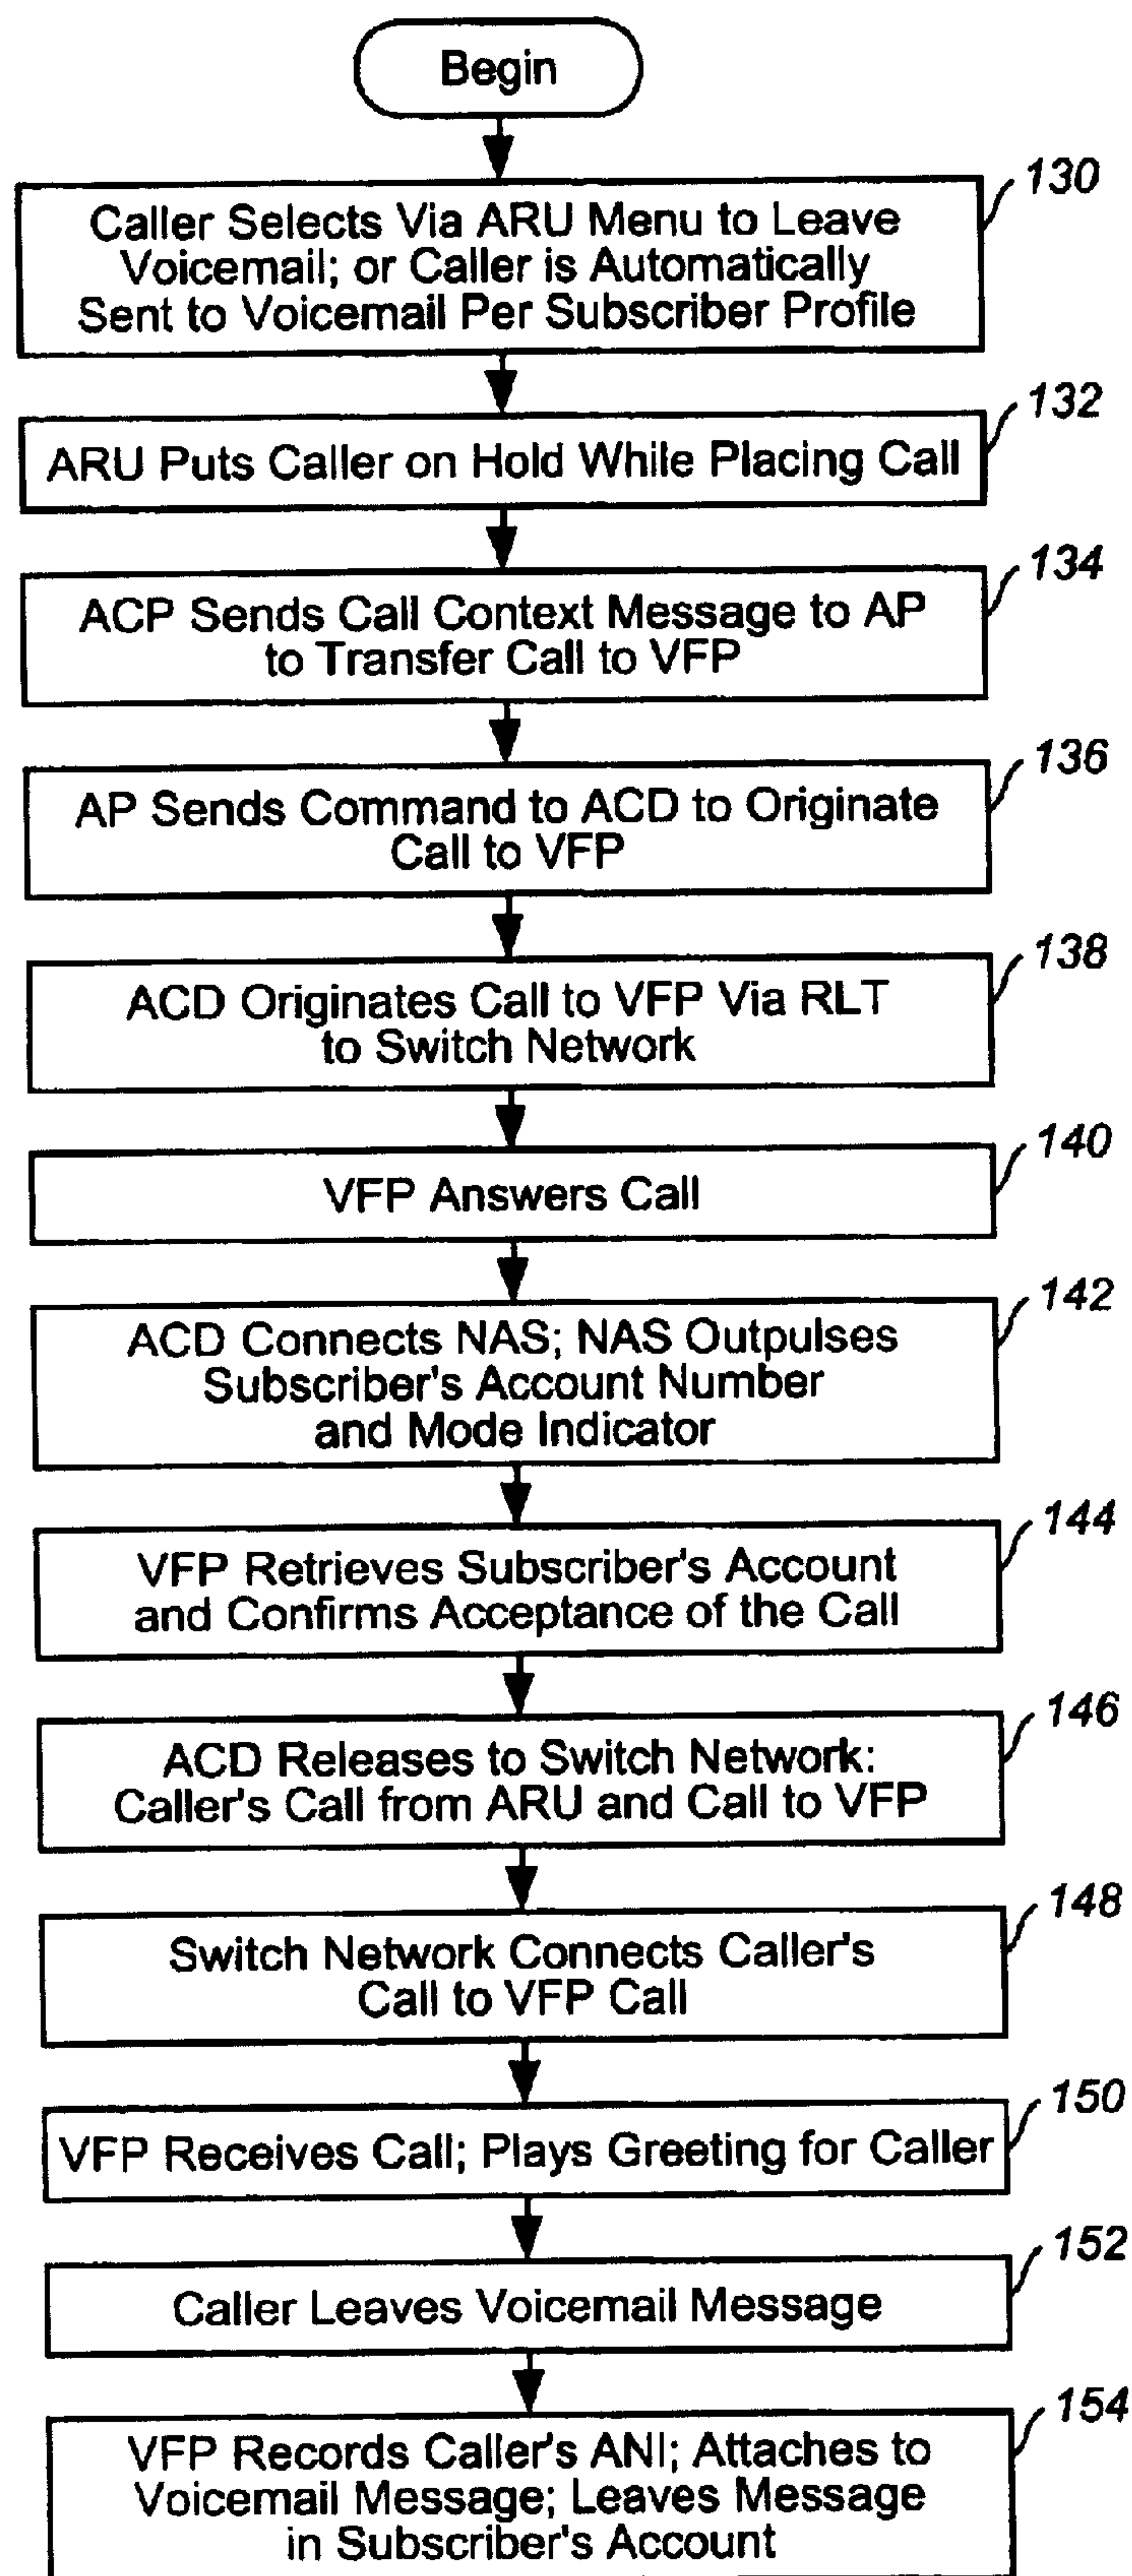 Begin
130
Caller Selects Via ARU Menu to Leave
Voicemail; or Caller is Automatically
Sent to Voicemail Per Subscriber Profile
132
ARU Puts Caller on Hold While Placing Call
134
ACP Sends Call Context Message to AP
to Transfer Call to VFP
136
AP Sends Command to ACD to Originate
Call to VFP
138
ACD Originates Call to VFP Via RLT
to Switch Network
140
VFP Answers Call
142
ACD Connects NAS; NAS Outpulses
Subscriber's Account Number
and Mode Indicator
144
VFP Retrieves Subscriber's Account
and Confirms Acceptance of the Call
146
ACD Releases to Switch Network:
Caller's Call from ARU and Call to VFP
148
Switch Network Connects Caller's
Call to VFP Call
150
VFP Receives Call; Plays Greeting for Caller
152
Caller Leaves Voicemail Message
154
VFP Records Caller's ANI; Attaches to
Voicemail Message; Leaves Message
in Subscriber's Account